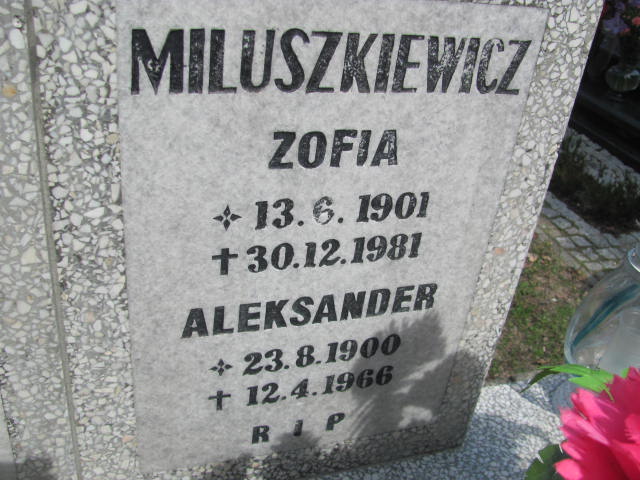 MILUSZKIEWICZ
ZOFIA
✧ 13.6.1901
✝ 30.12.1981
ALEKSANDER
✧ 23.8.1900
✝ 12.4.1966
R I P